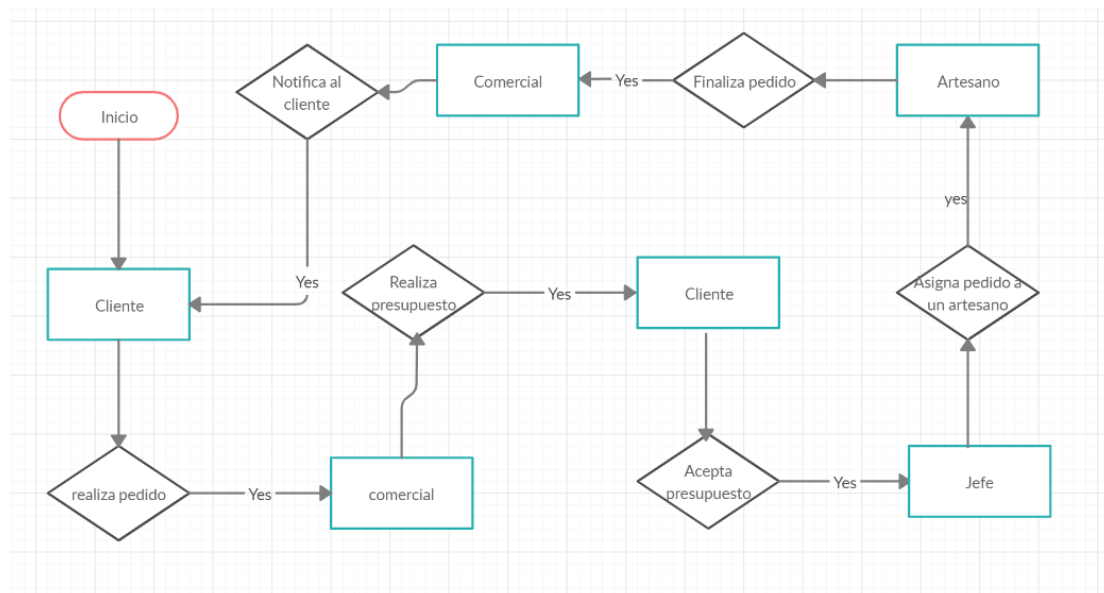 Inicio
Cliente
realiza pedido
Yes
comercial
Realiza
presupuesto
Yes
Cliente
Acepta
presupuesto
Yes
Jefe
Asigna pedido a
un artesano
yes
Artesano
Finaliza pedido
Yes
Comercial
Notifica al
cliente
Yes